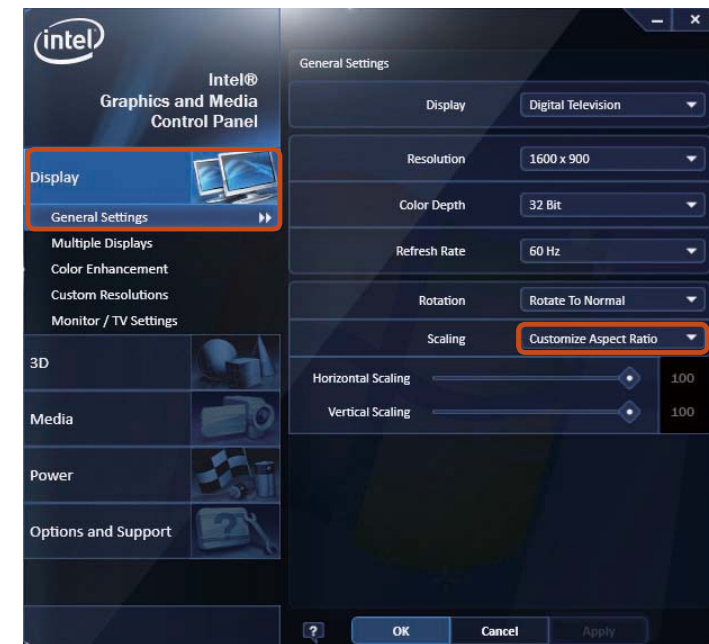 intel
Intel®
Graphics and Media
Control Panel
Display
General Settings
Multiple Displays
Color Enhancement
Custom Resolutions
Monitor / TV Settings
3D
Media
Power
Options and Support
General Settings
Display Digital Television
Resolution 1600 x 900
Color Depth 32 Bit
Refresh Rate 60 Hz
Rotation Rotate To Normal
Scaling Customize Aspect Ratio
Horizontal Scaling 100
Vertical Scaling 100
? OK Cancel Apply